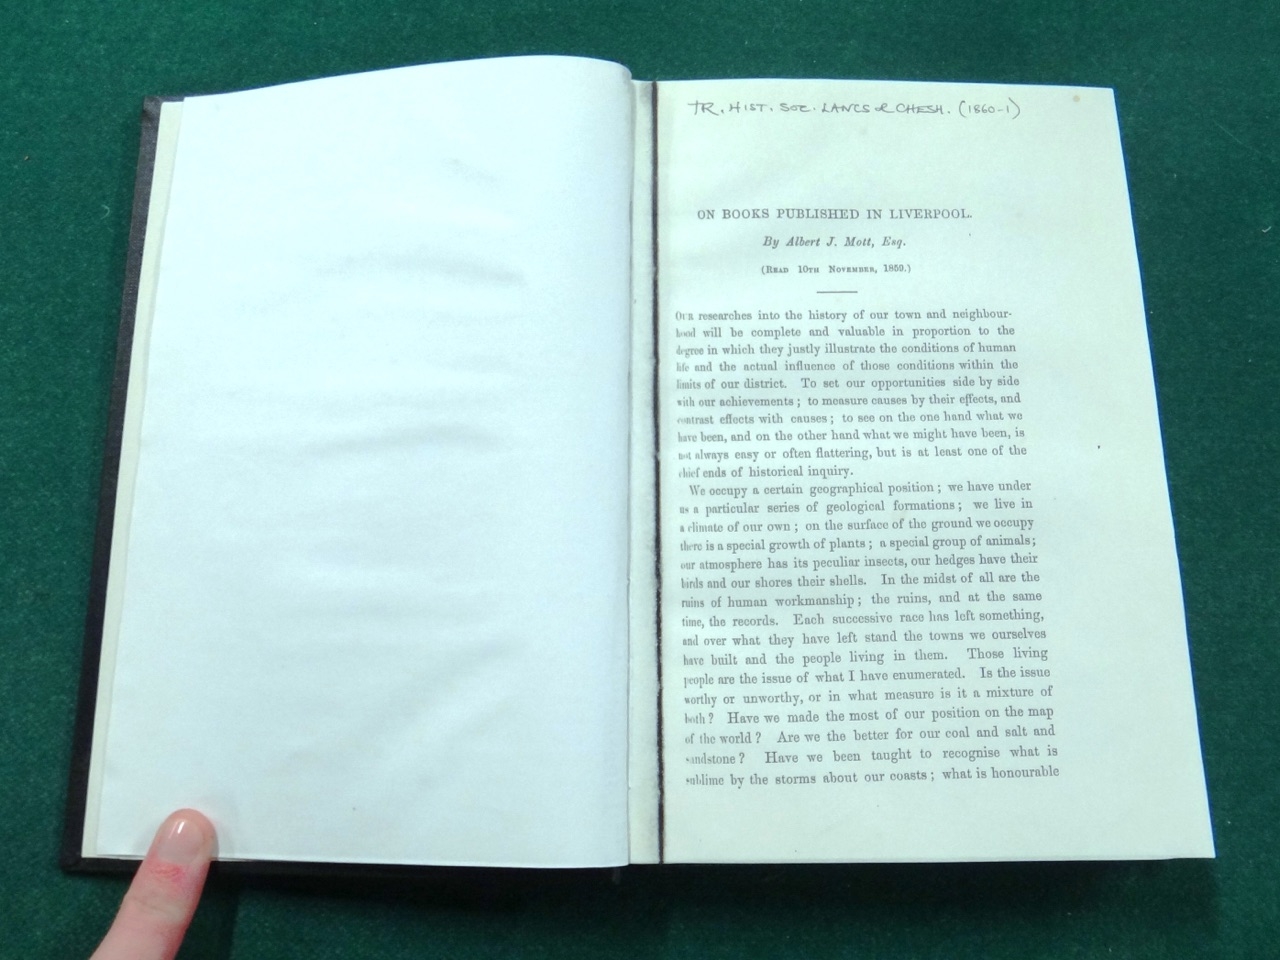 TR. HIST. SOC. LANCS & CHESH. (1860-1)
ON BOOKS PUBLISHED IN LIVERPOOL.
By Albert J. Mott, Esq.
(Read 10th November, 1859.)
Our researches into the history of our town and neighbour-
hood will be complete and valuable in proportion to the
degree in which they justly illustrate the conditions of human
life and the actual influence of those conditions within the
limits of our district. To set our opportunities side by side
with our achievements ; to measure causes by their effects, and
contrast effects with causes ; to see on the one hand what we
have been, and on the other hand what we might have been, is
not always easy or often flattering, but is at least one of the
chief ends of historical inquiry.
We occupy a certain geographical position ; we have under
us a particular series of geological formations ; we live in
a climate of our own ; on the surface of the ground we occupy
there is a special growth of plants ; a special group of animals ;
our atmosphere has its peculiar insects, our hedges have their
birds and our shores their shells. In the midst of all are the
ruins of human workmanship ; the ruins, and at the same
time, the records. Each successive race has left something,
and over what they have left stand the towns we ourselves
have built and the people living in them. Those living
people are the issue of what I have enumerated. Is the issue
worthy or unworthy, or in what measure is it a mixture of
both ? Have we made the most of our position on the map
of the world ? Are we the better for our coal and salt and
sandstone ? Have we been taught to recognise what is
sublime by the storms about our coasts ; what is honourable